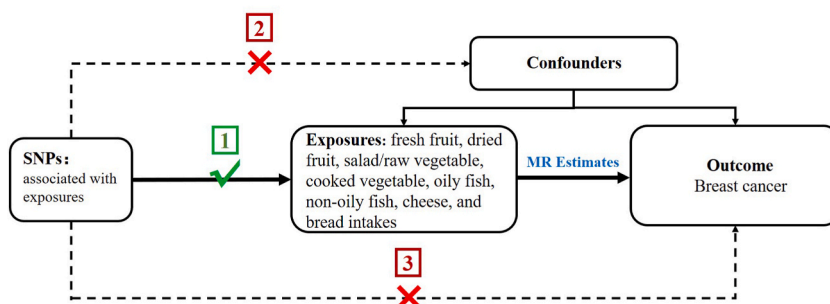 2
Confounders
1
SNPs:
associated with
exposures
Exposures: fresh fruit, dried
fruit, salad/raw vegetable,
cooked vegetable, oily fish,
non-oily fish, cheese, and
bread intakes
MR Estimates
Outcome
Breast cancer
3